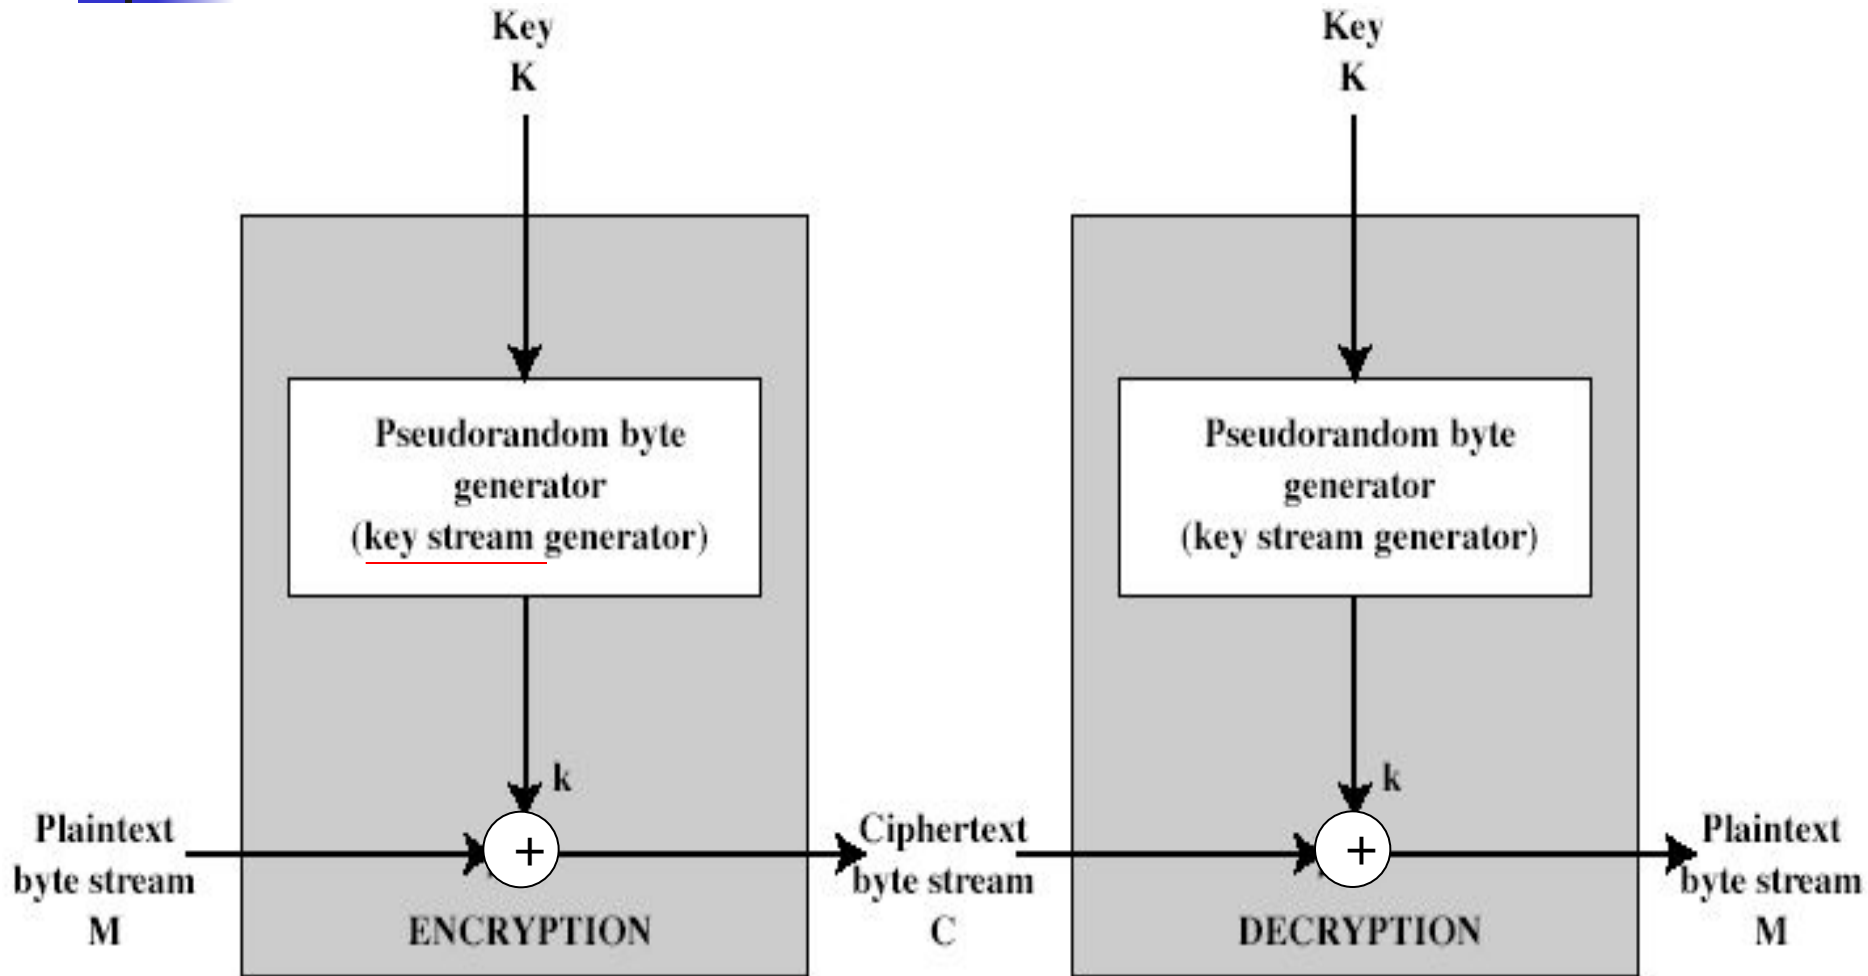 Key
K
Key
K
Pseudorandom byte
generator
(key stream generator)
Pseudorandom byte
generator
(key stream generator)
k
k
Plaintext
byte stream
M
+
Ciphertext
byte stream
C
+
Plaintext
byte stream
M
ENCRYPTION
DECRYPTION